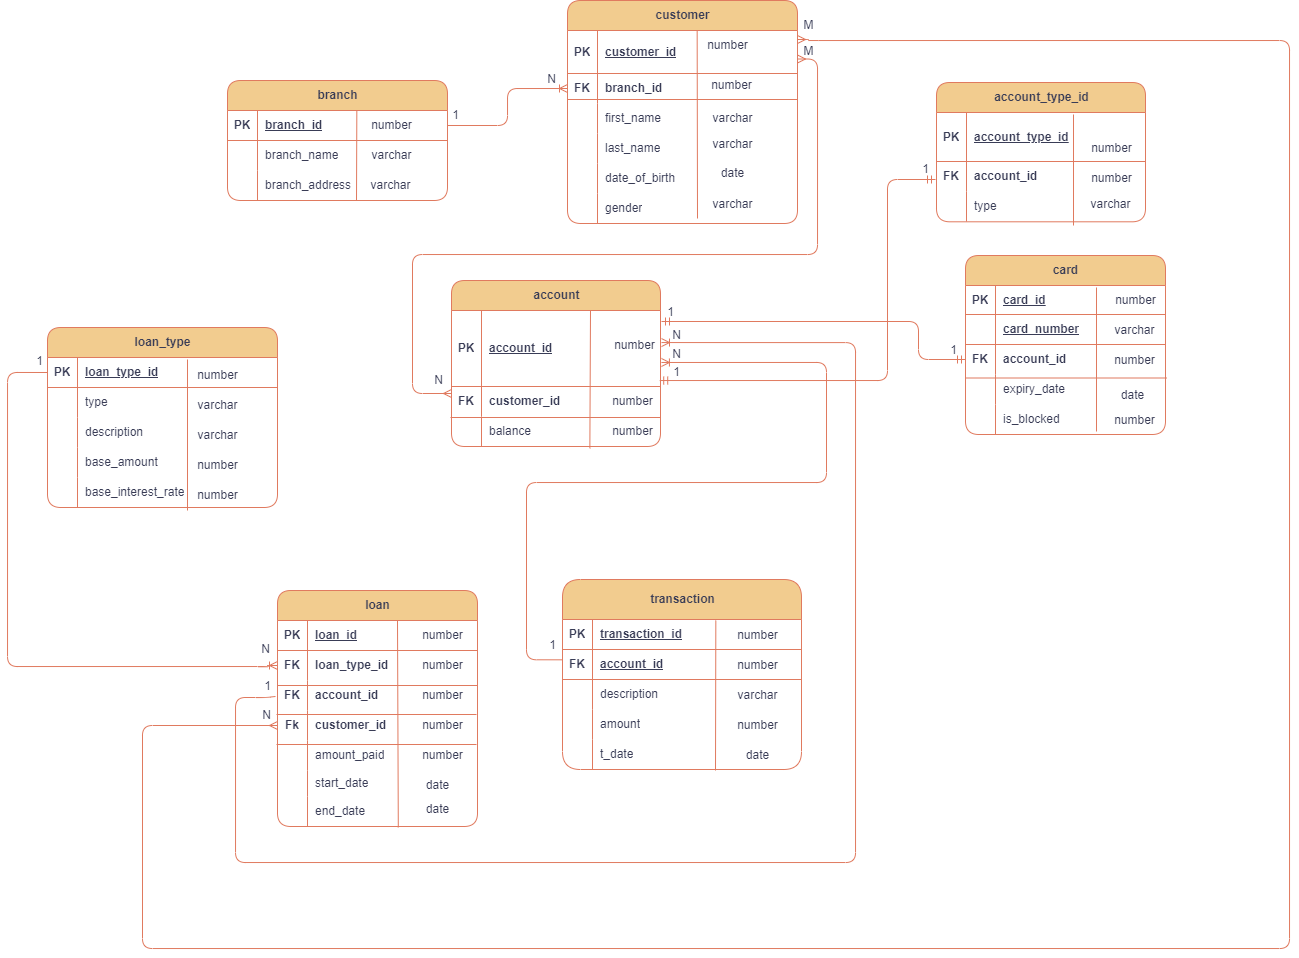 customer
PK customer_id number
FK branch_id number
first_name varchar
last_name varchar
date_of_birth date
gender varchar
M
M
N
1
branch
PK branch_id number
branch_name varchar
branch_address varchar
account_type_id
PK account_type_id number
FK account_id number
type varchar
1
card
PK card_id number
card_number varchar
FK account_id number
expiry_date date
is_blocked number
1
account
PK account_id number
FK customer_id number
balance number
1
N
N
1
N
loan_type
PK loan_type_id number
type varchar
description varchar
base_amount number
base_interest_rate number
1
loan
PK loan_id number
FK loan_type_id number
FK account_id number
Fk customer_id number
amount_paid number
start_date date
end_date date
N
1
N
transaction
PK transaction_id number
FK account_id number
description varchar
amount number
t_date date
1